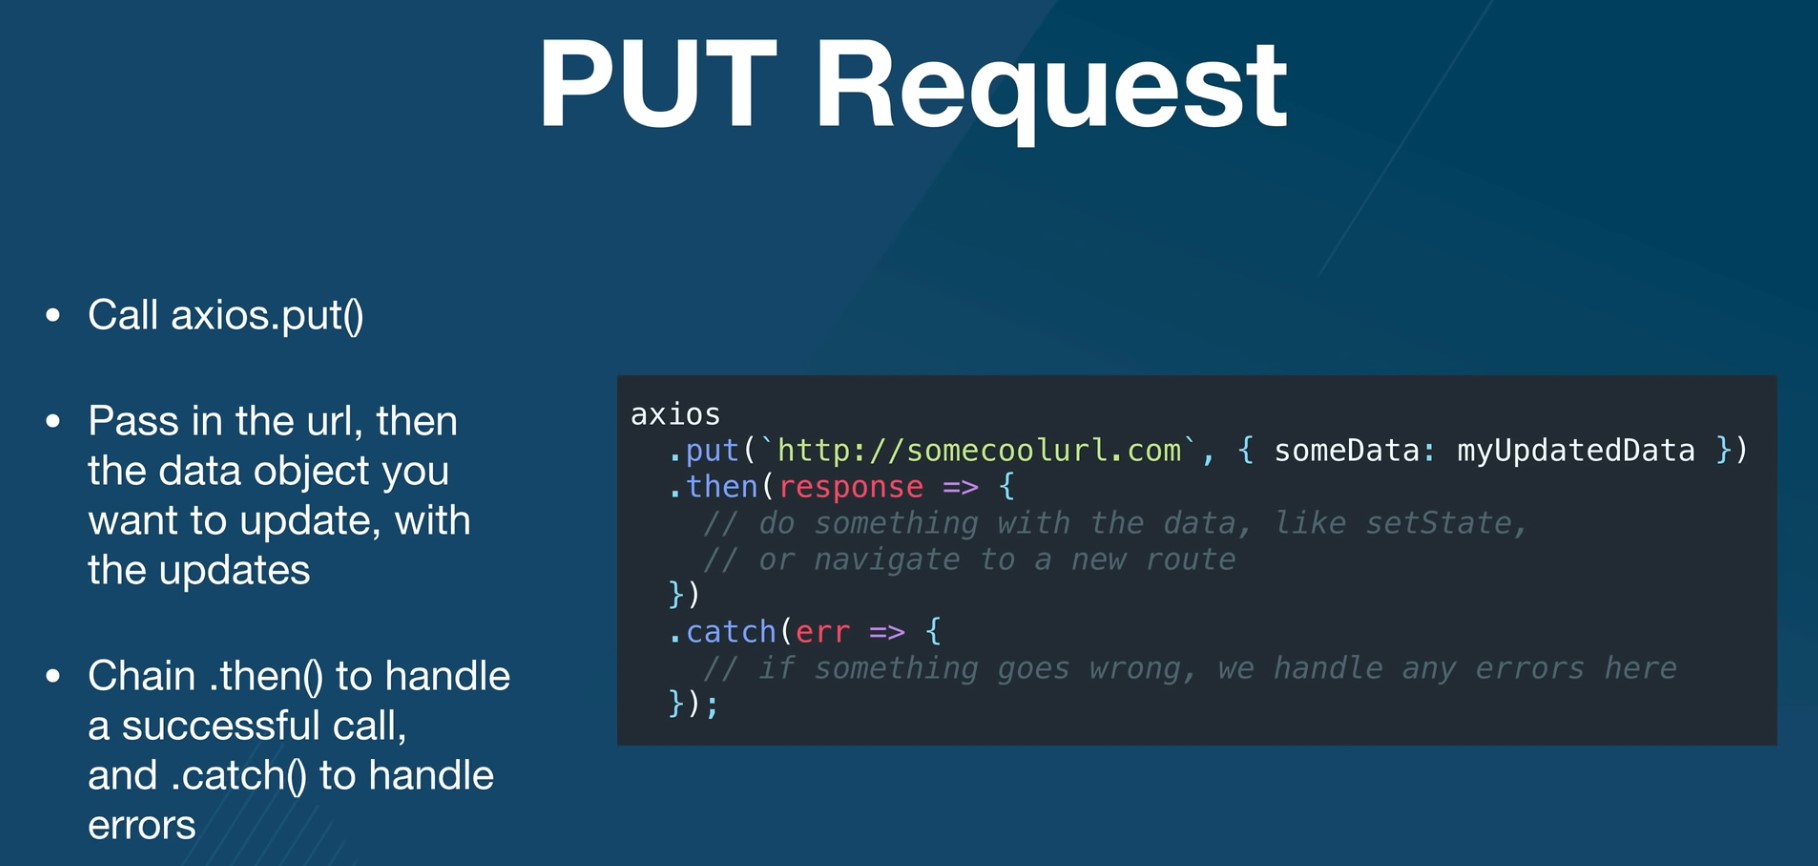 PUT Request
• Call axios.put()
• Pass in the url, then
the data object you
want to update, with
the updates
• Chain .then() to handle
a successful call,
and .catch() to handle
errors
axios
  .put(`http://somecoolurl.com`, { someData: myUpdatedData })
  .then(response => {
    // do something with the data, like setState,
    // or navigate to a new route
  })
  .catch(err => {
    // if something goes wrong, we handle any errors here
  });